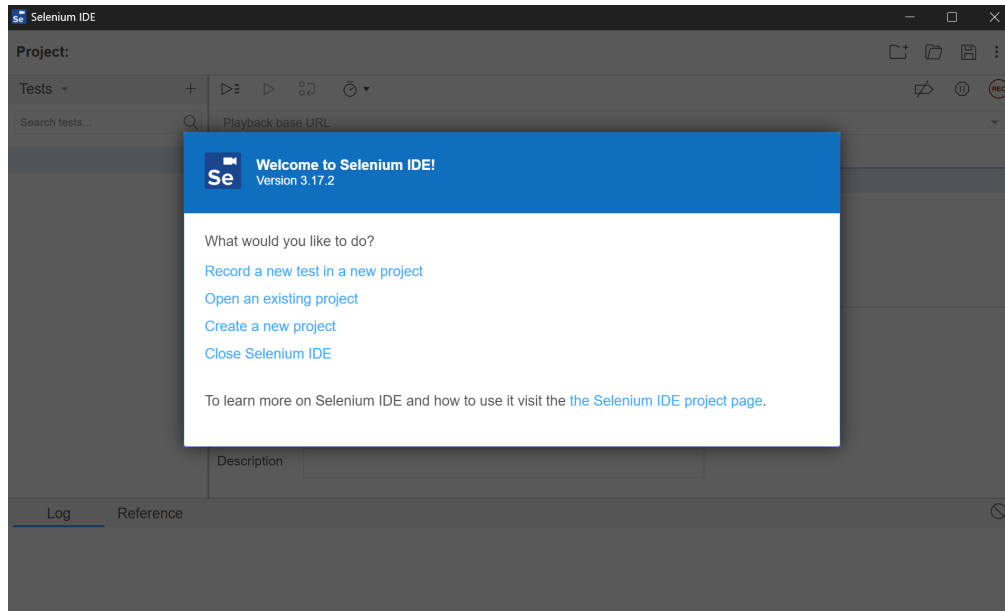 Selenium IDE
Project:
Tests
Search tests...
Playback base URL
REC
Se
Welcome to Selenium IDE!
Version 3.17.2
What would you like to do?
Record a new test in a new project
Open an existing project
Create a new project
Close Selenium IDE
To learn more on Selenium IDE and how to use it visit the the Selenium IDE project page.
Description
Log Reference